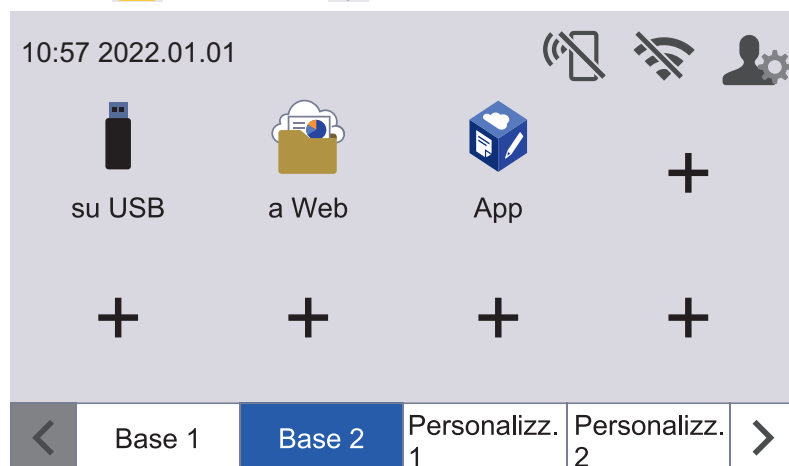 10:57 2022.01.01
su USB
a Web
App
Base 1
Base 2
Personalizz.
1
Personalizz.
2